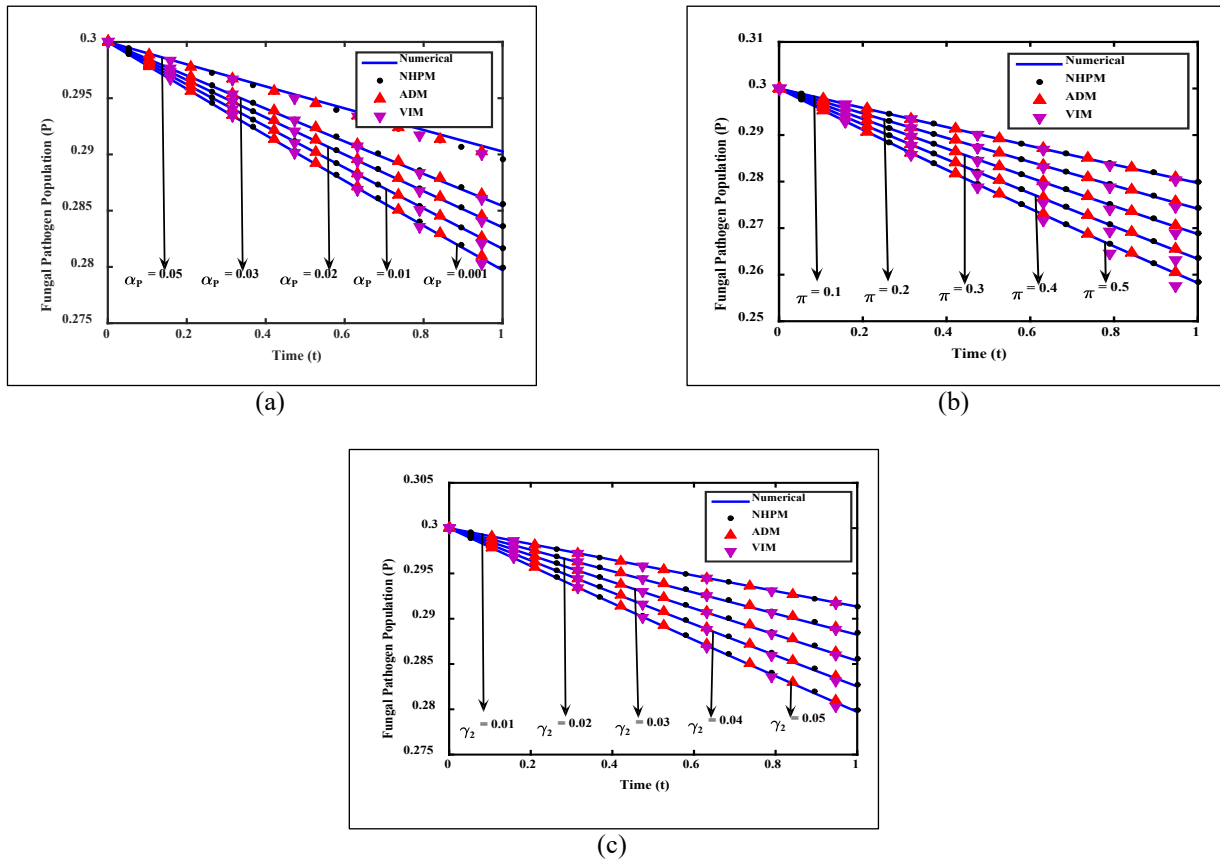 0.3
0.295
0.29
0.285
0.28
0.275
Fungal Pathogen Population (P)
Numerical
NHPM
ADM
VIM
α_P = 0.05
α_P = 0.03
α_P = 0.02
α_P = 0.01
α_P = 0.001
0 0.2 0.4 0.6 0.8 1
Time (t)
(a)
0.31
0.3
0.29
0.28
0.27
0.26
0.25
Fungal Pathogen Population (P)
Numerical
NHPM
ADM
VIM
π = 0.1
π = 0.2
π = 0.3
π = 0.4
π = 0.5
0 0.2 0.4 0.6 0.8 1
Time (t)
(b)
0.305
0.3
0.295
0.29
0.285
0.28
0.275
Fungal Pathogen Population (P)
Numerical
NHPM
ADM
VIM
γ₂ = 0.01
γ₂ = 0.02
γ₂ = 0.03
γ₂ = 0.04
γ₂ = 0.05
0 0.2 0.4 0.6 0.8 1
Time (t)
(c)